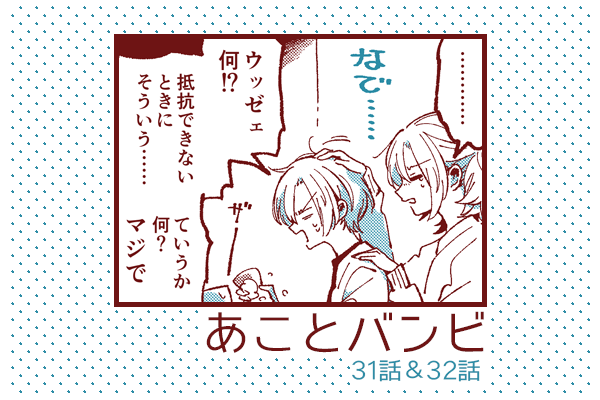 …………
なで……
ウッゼェ
何!?
抵抗できない
ときに
そういう……
ザー
ていうか
何?
マジで
あことバンビ
31話&32話